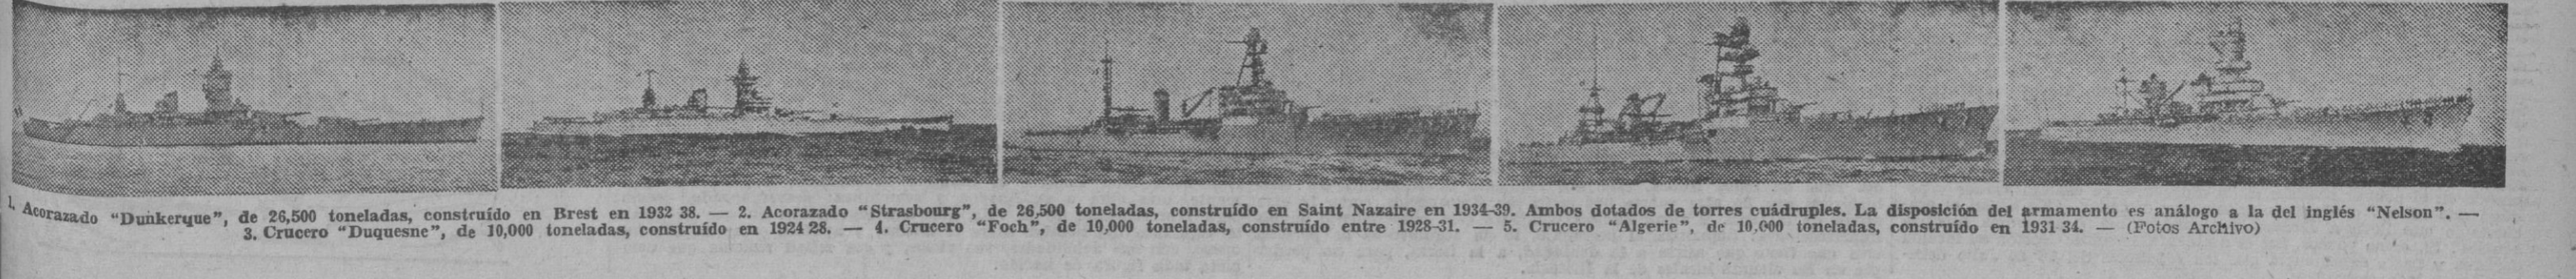 1. Acorazado “Dunkerque”, de 26,500 toneladas, construído en Brest en 1932 38. — 2. Acorazado “Strasbourg”, de 26,500 toneladas, construído en Saint Nazaire en 1934-39. Ambos dotados de torres cuádruples. La disposición del armamento es análogo a la del inglés “Nelson”. —
3. Crucero “Duquesne”, de 10,000 toneladas, construído en 1924 28. — 4. Crucero “Foch”, de 10,000 toneladas, construído entre 1928-31. — 5. Crucero “Algerie”, de 10,000 toneladas, construído en 1931 34. — (Fotos Archivo)